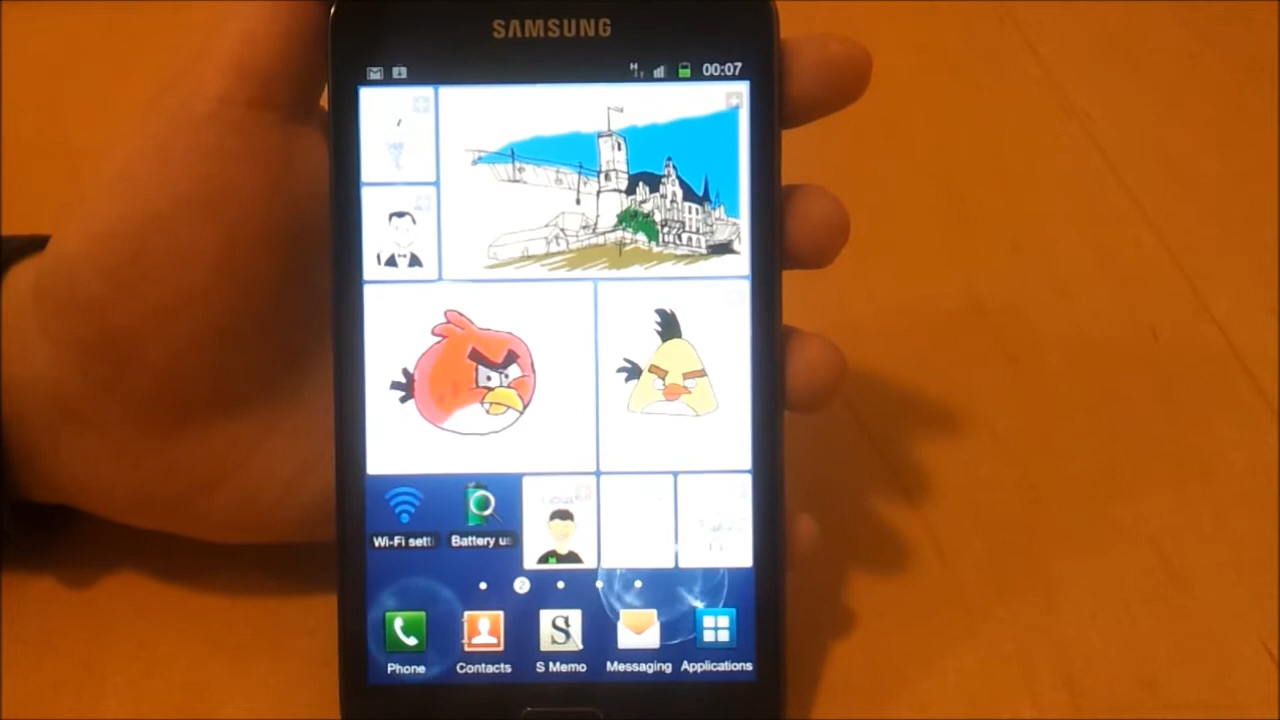 SAMSUNG
H
00:07
Wi-Fi setti
Battery us
2
Phone
Contacts
S
S Memo
Messaging
Applications